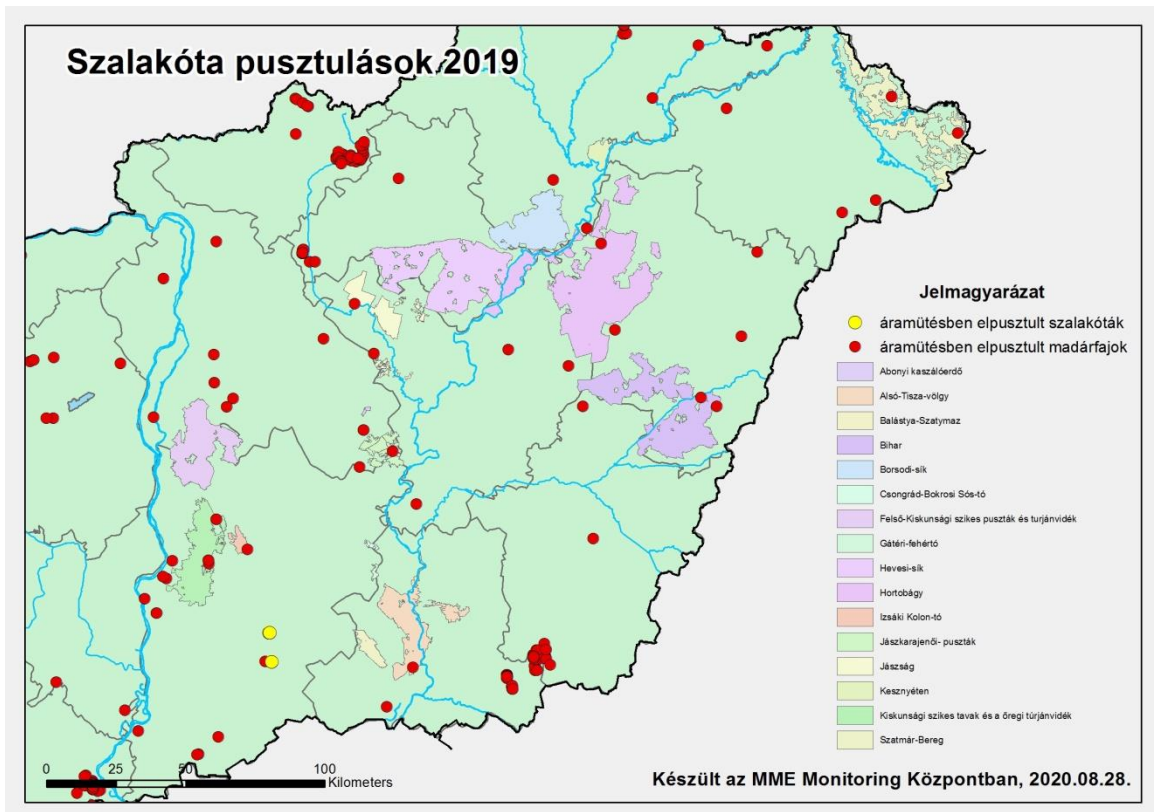 Szalakóta pusztulások 2019
Jelmagyarázat
áramütésben elpusztult szalakóták
áramütésben elpusztult madárfajok
Abonyi kaszálóerdő
Alsó-Tisza-völgy
Balástya-Szatymaz
Bihar
Borsodi-sík
Csongrád-Bokrosi Sós-tó
Felső-Kiskunsági szikes puszták és turjánvidék
Gátéri-fehértó
Hevesi-sík
Hortobágy
Izsáki Kolon-tó
Jászkarajenői- puszták
Jászság
Kesznyéten
Kiskunsági szikes tavak és a őregi túrjánvidék
Szatmár-Bereg
0 25 50 100
Kilometers
Készült az MME Monitoring Központban, 2020.08.28.